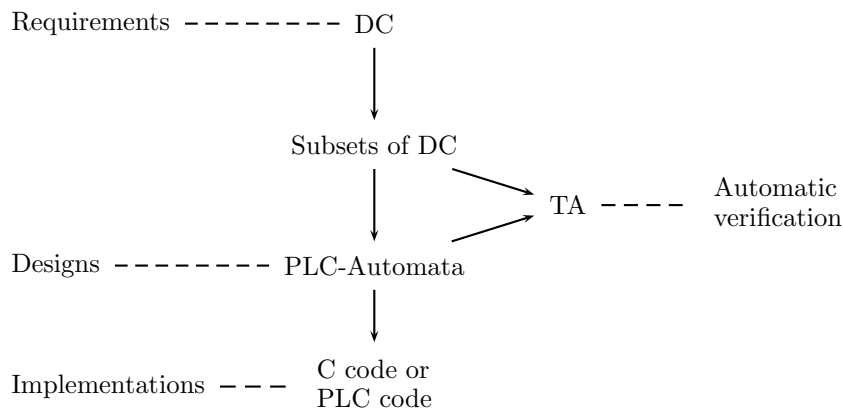 Requirements
DC
Subsets of DC
TA
Automatic
verification
Designs
PLC-Automata
Implementations
C code or
PLC code